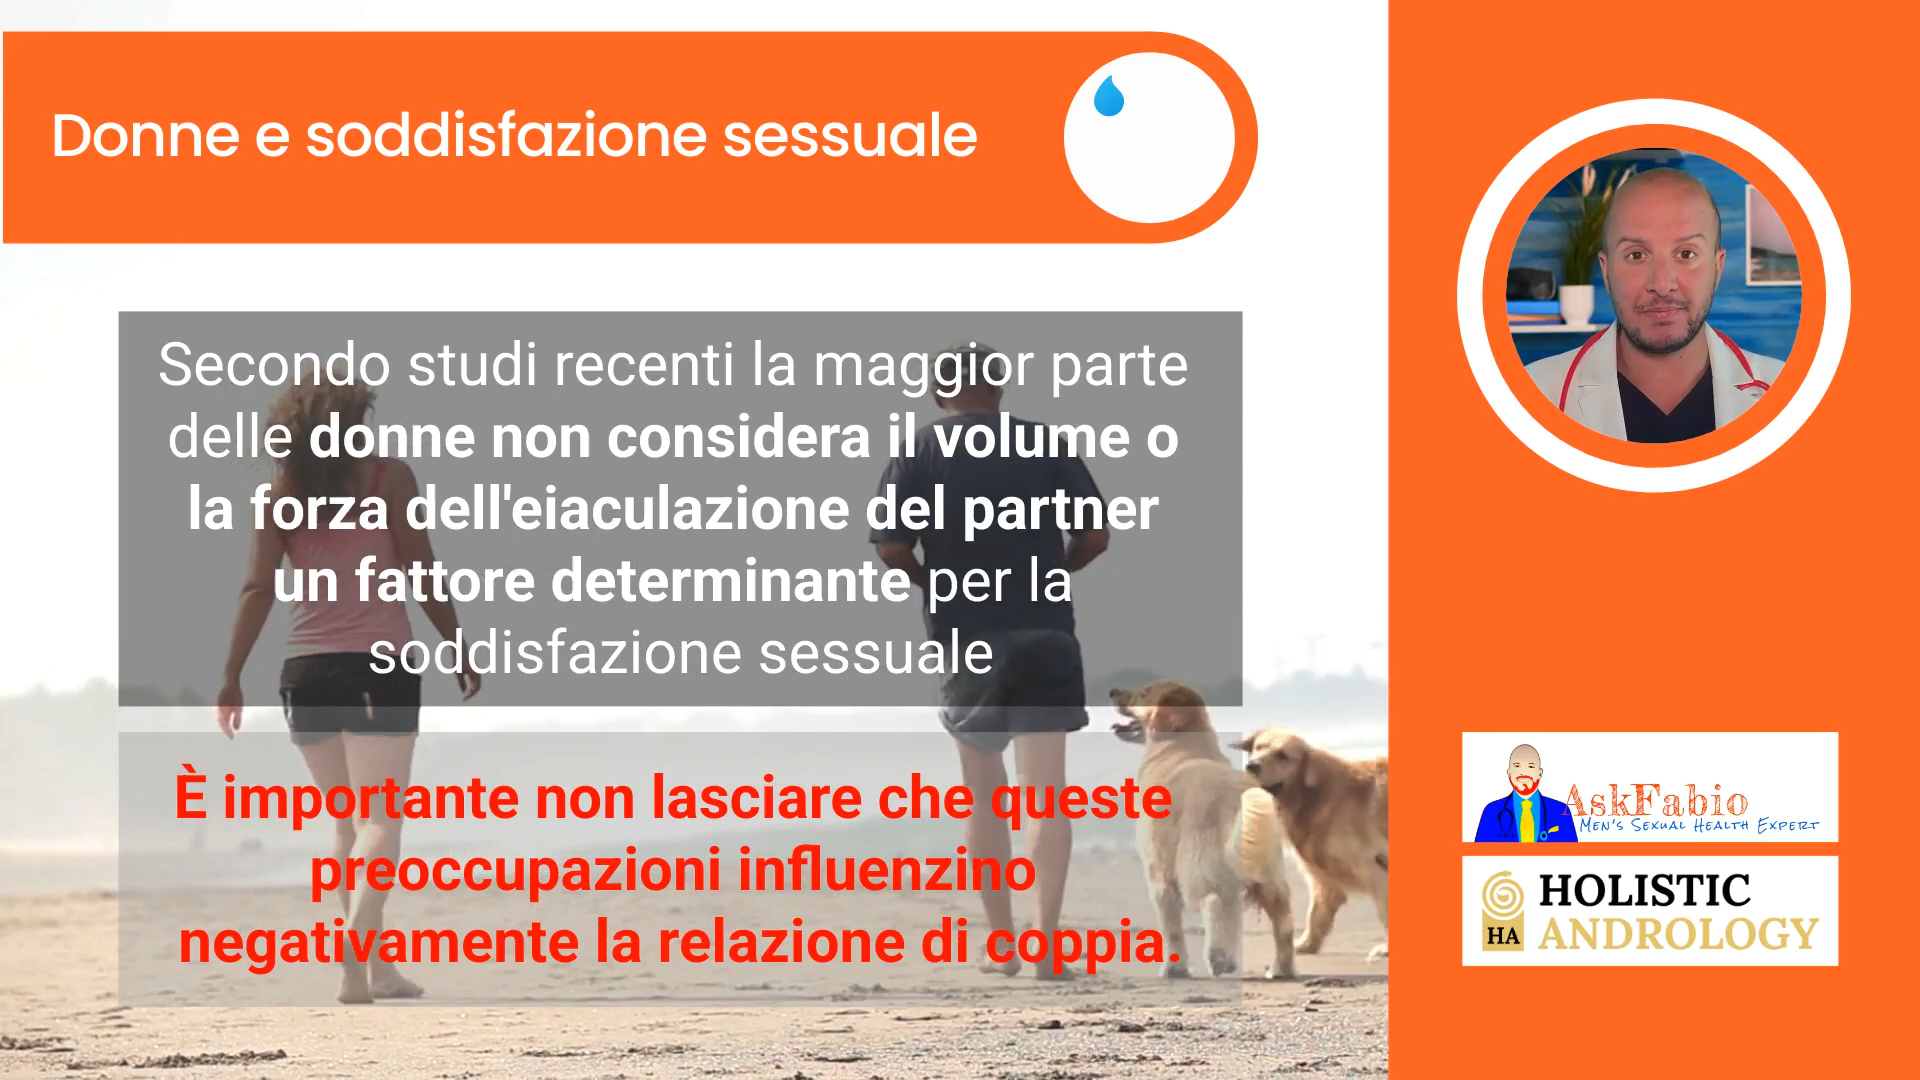 Donne e soddisfazione sessuale
Secondo studi recenti la maggior parte
delle donne non considera il volume o
la forza dell'eiaculazione del partner
un fattore determinante per la
soddisfazione sessuale
È importante non lasciare che queste
preoccupazioni influenzino
negativamente la relazione di coppia.
AskFabio
Men's Sexual Health Expert
HOLISTIC
HA ANDROLOGY